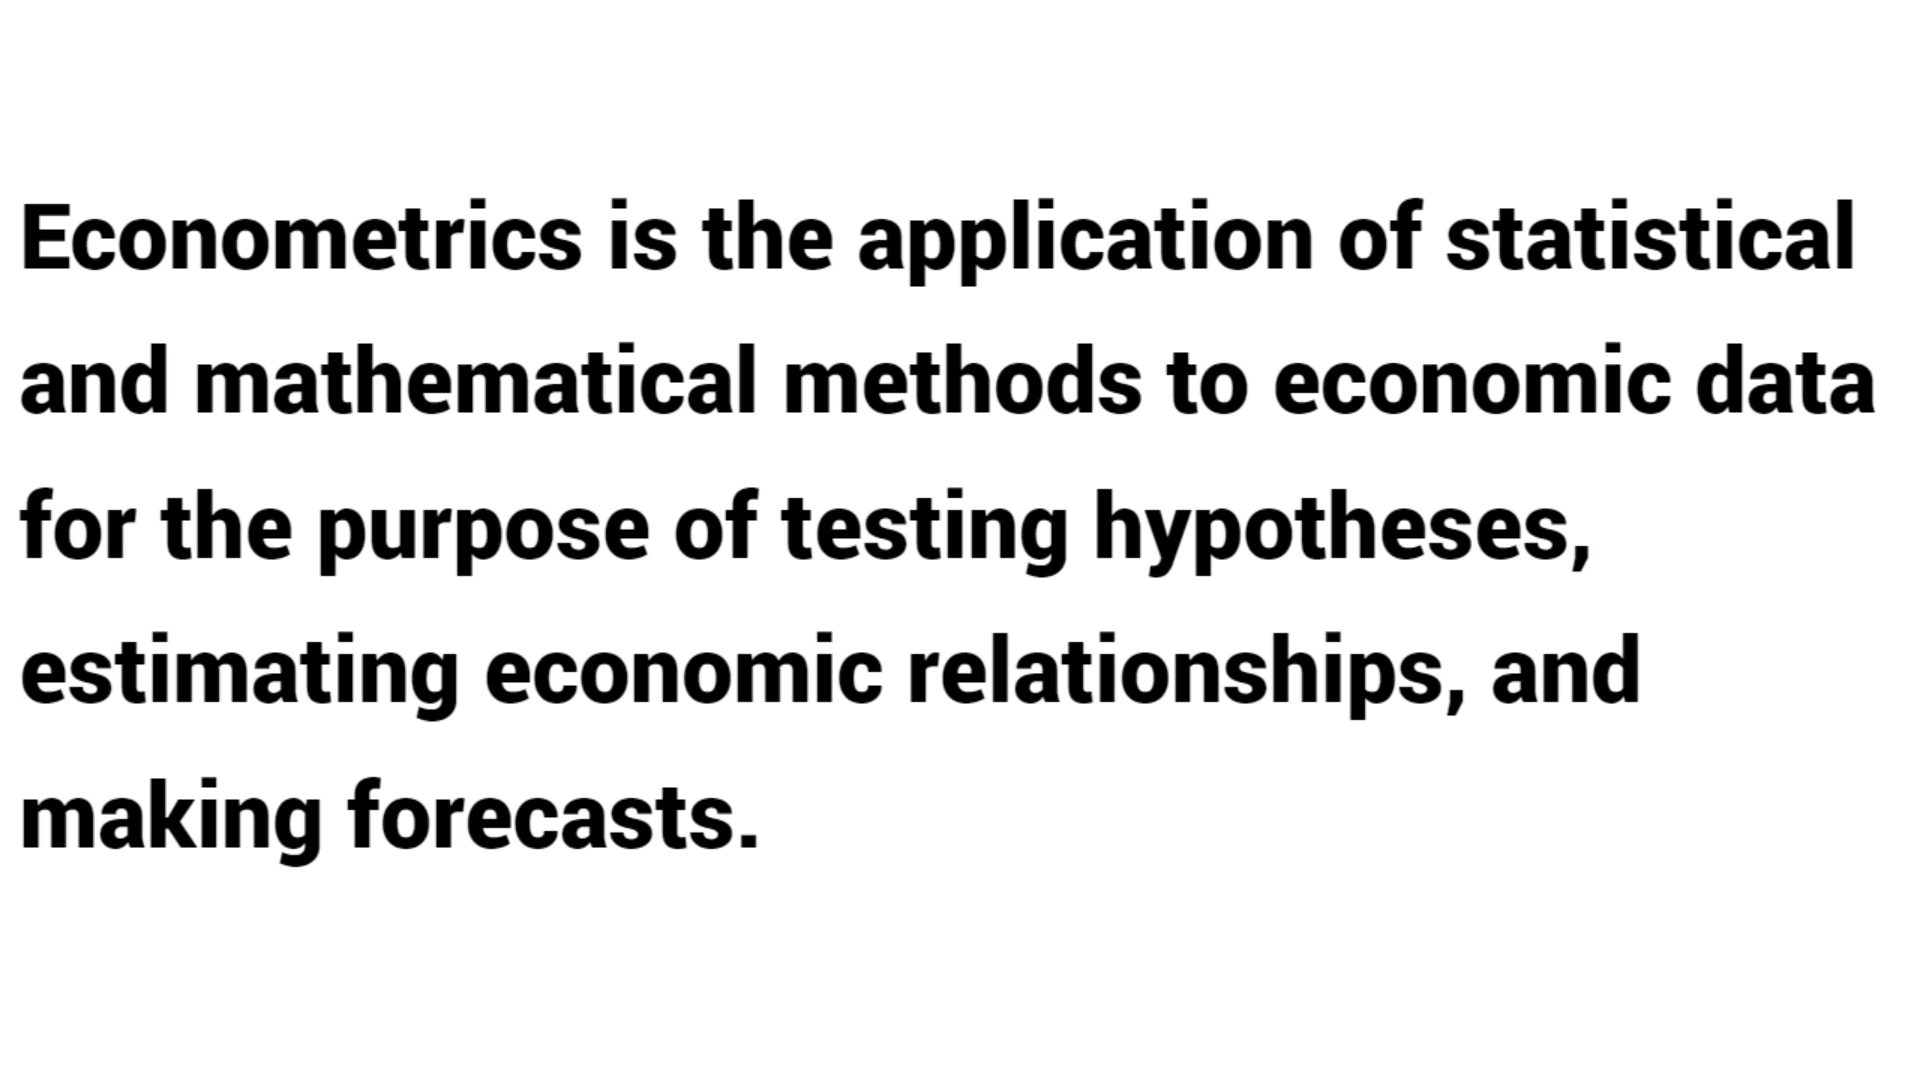 Econometrics is the application of statistical
and mathematical methods to economic data
for the purpose of testing hypotheses,
estimating economic relationships, and
making forecasts.